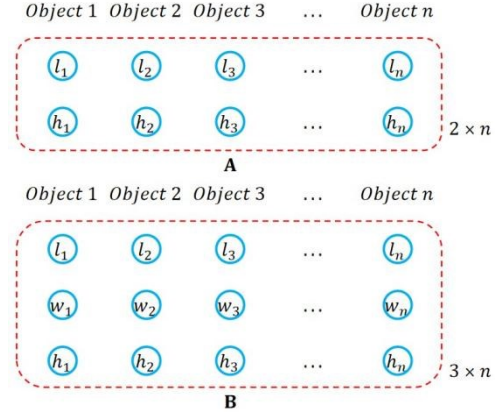 Object 1 Object 2 Object 3 ... Object n
l₁ l₂ l₃ ... lₙ
h₁ h₂ h₃ ... hₙ
2 × n
A
Object 1 Object 2 Object 3 ... Object n
l₁ l₂ l₃ ... lₙ
w₁ w₂ w₃ ... wₙ
h₁ h₂ h₃ ... hₙ
3 × n
B